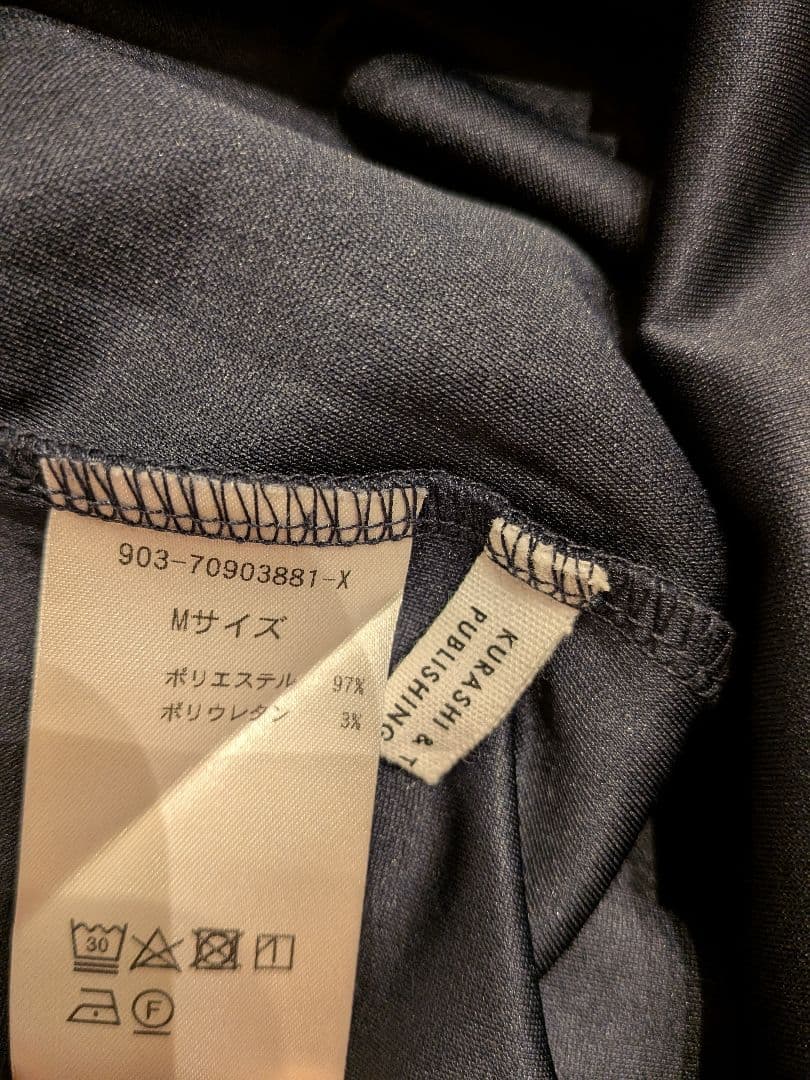 903-70903881-X
Mサイズ
ポリエステル 97%
ポリウレタン 3%
KURASHI & T
PUBLISHING
30
F